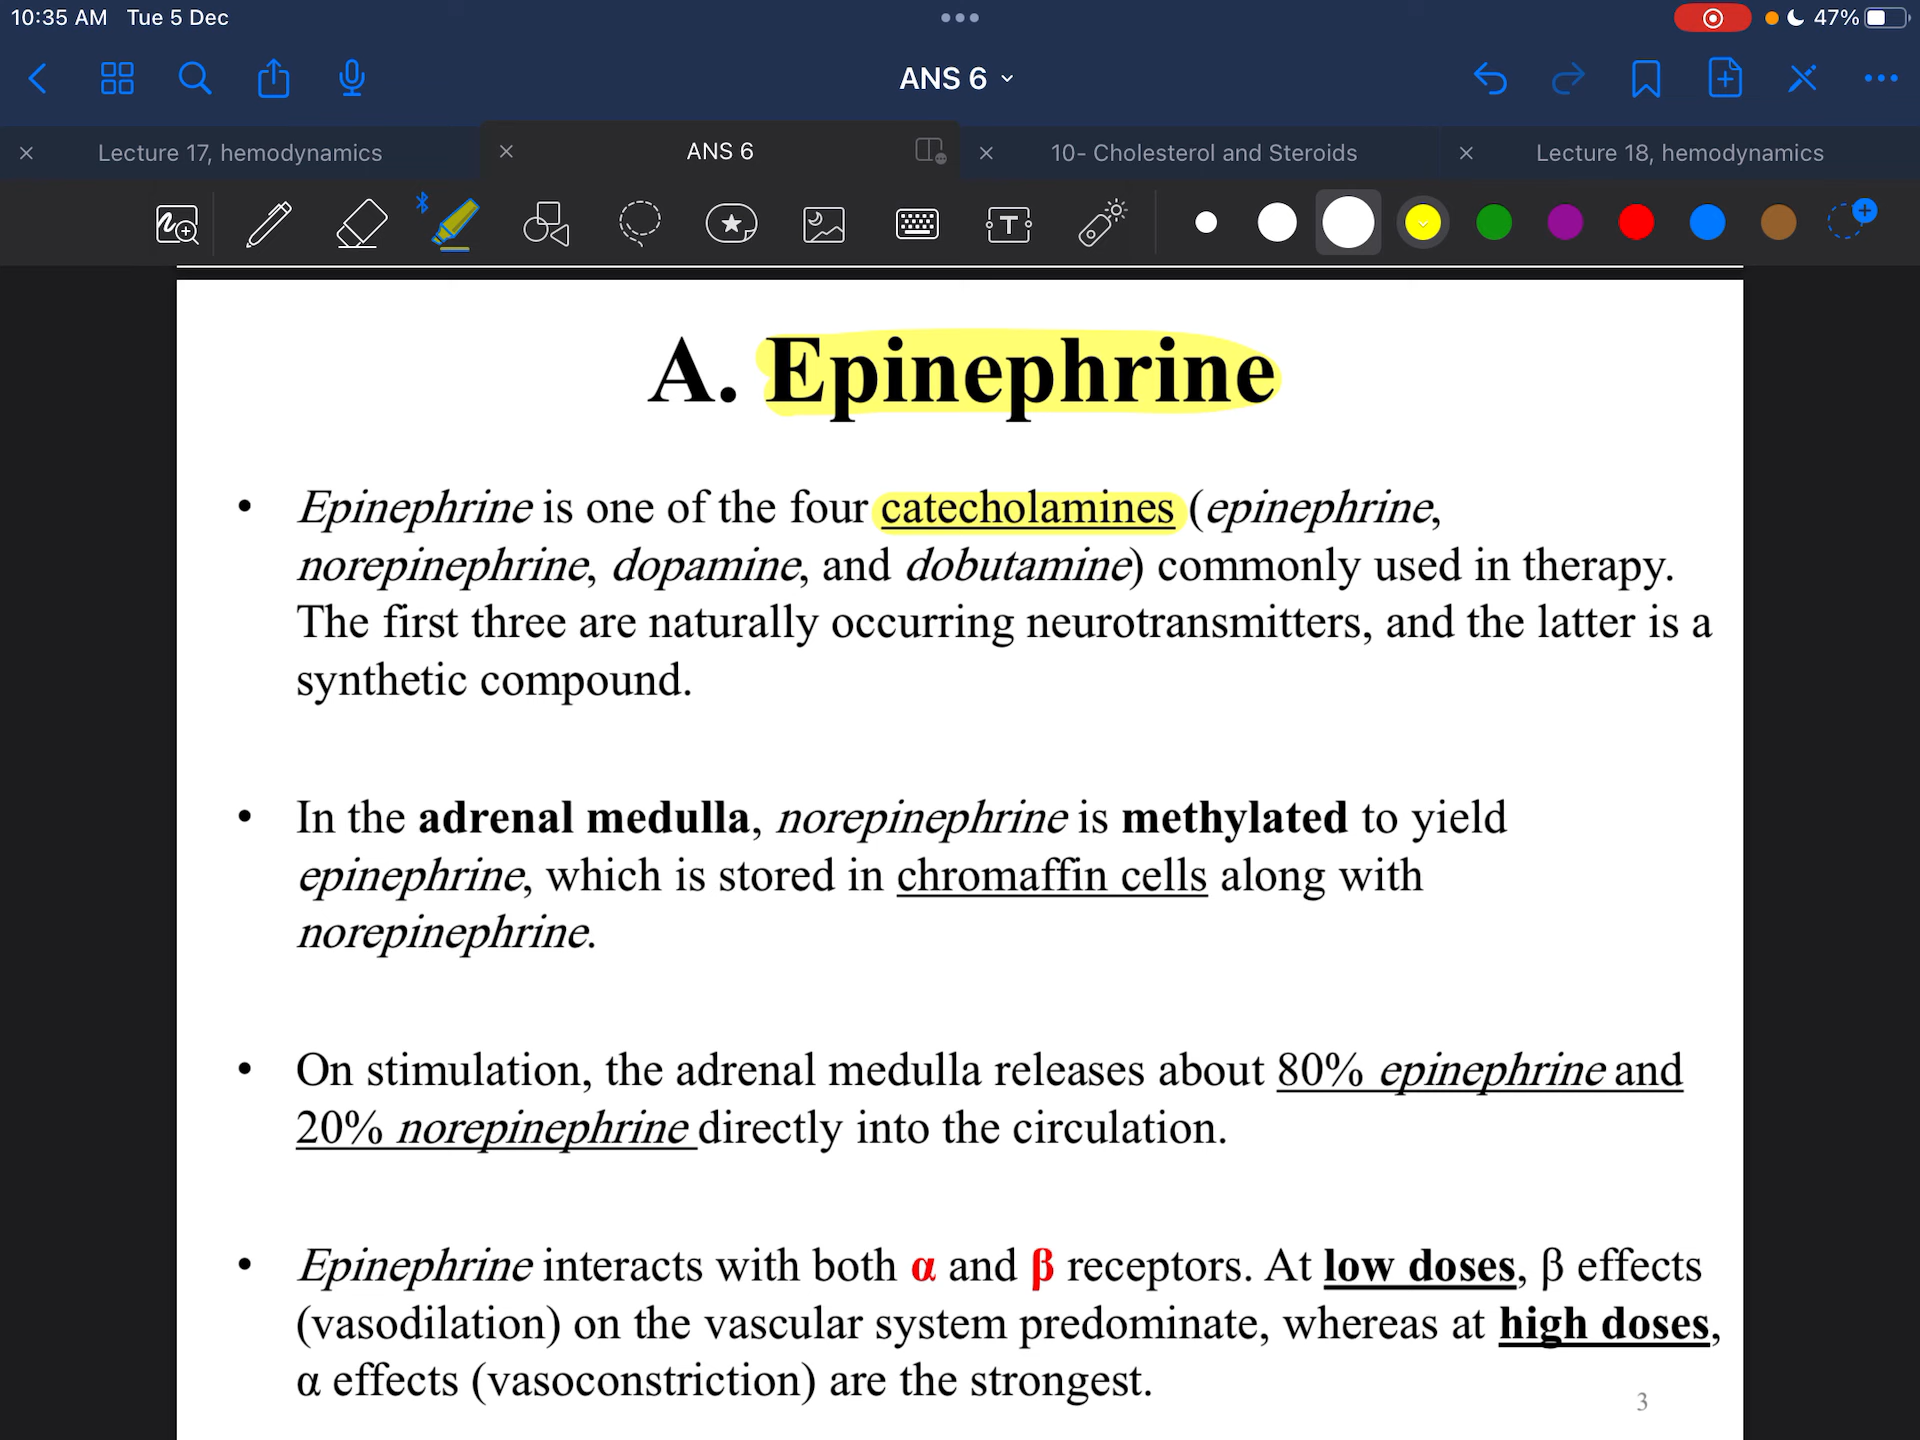 10:35 AM Tue 5 Dec
47%
ANS 6
Lecture 17, hemodynamics
ANS 6
10- Cholesterol and Steroids
Lecture 18, hemodynamics
T
A. Epinephrine
• Epinephrine is one of the four catecholamines (epinephrine,
norepinephrine, dopamine, and dobutamine) commonly used in therapy.
The first three are naturally occurring neurotransmitters, and the latter is a
synthetic compound.
• In the adrenal medulla, norepinephrine is methylated to yield
epinephrine, which is stored in chromaffin cells along with
norepinephrine.
• On stimulation, the adrenal medulla releases about 80% epinephrine and
20% norepinephrine directly into the circulation.
• Epinephrine interacts with both α and β receptors. At low doses, β effects
(vasodilation) on the vascular system predominate, whereas at high doses,
α effects (vasoconstriction) are the strongest.
3